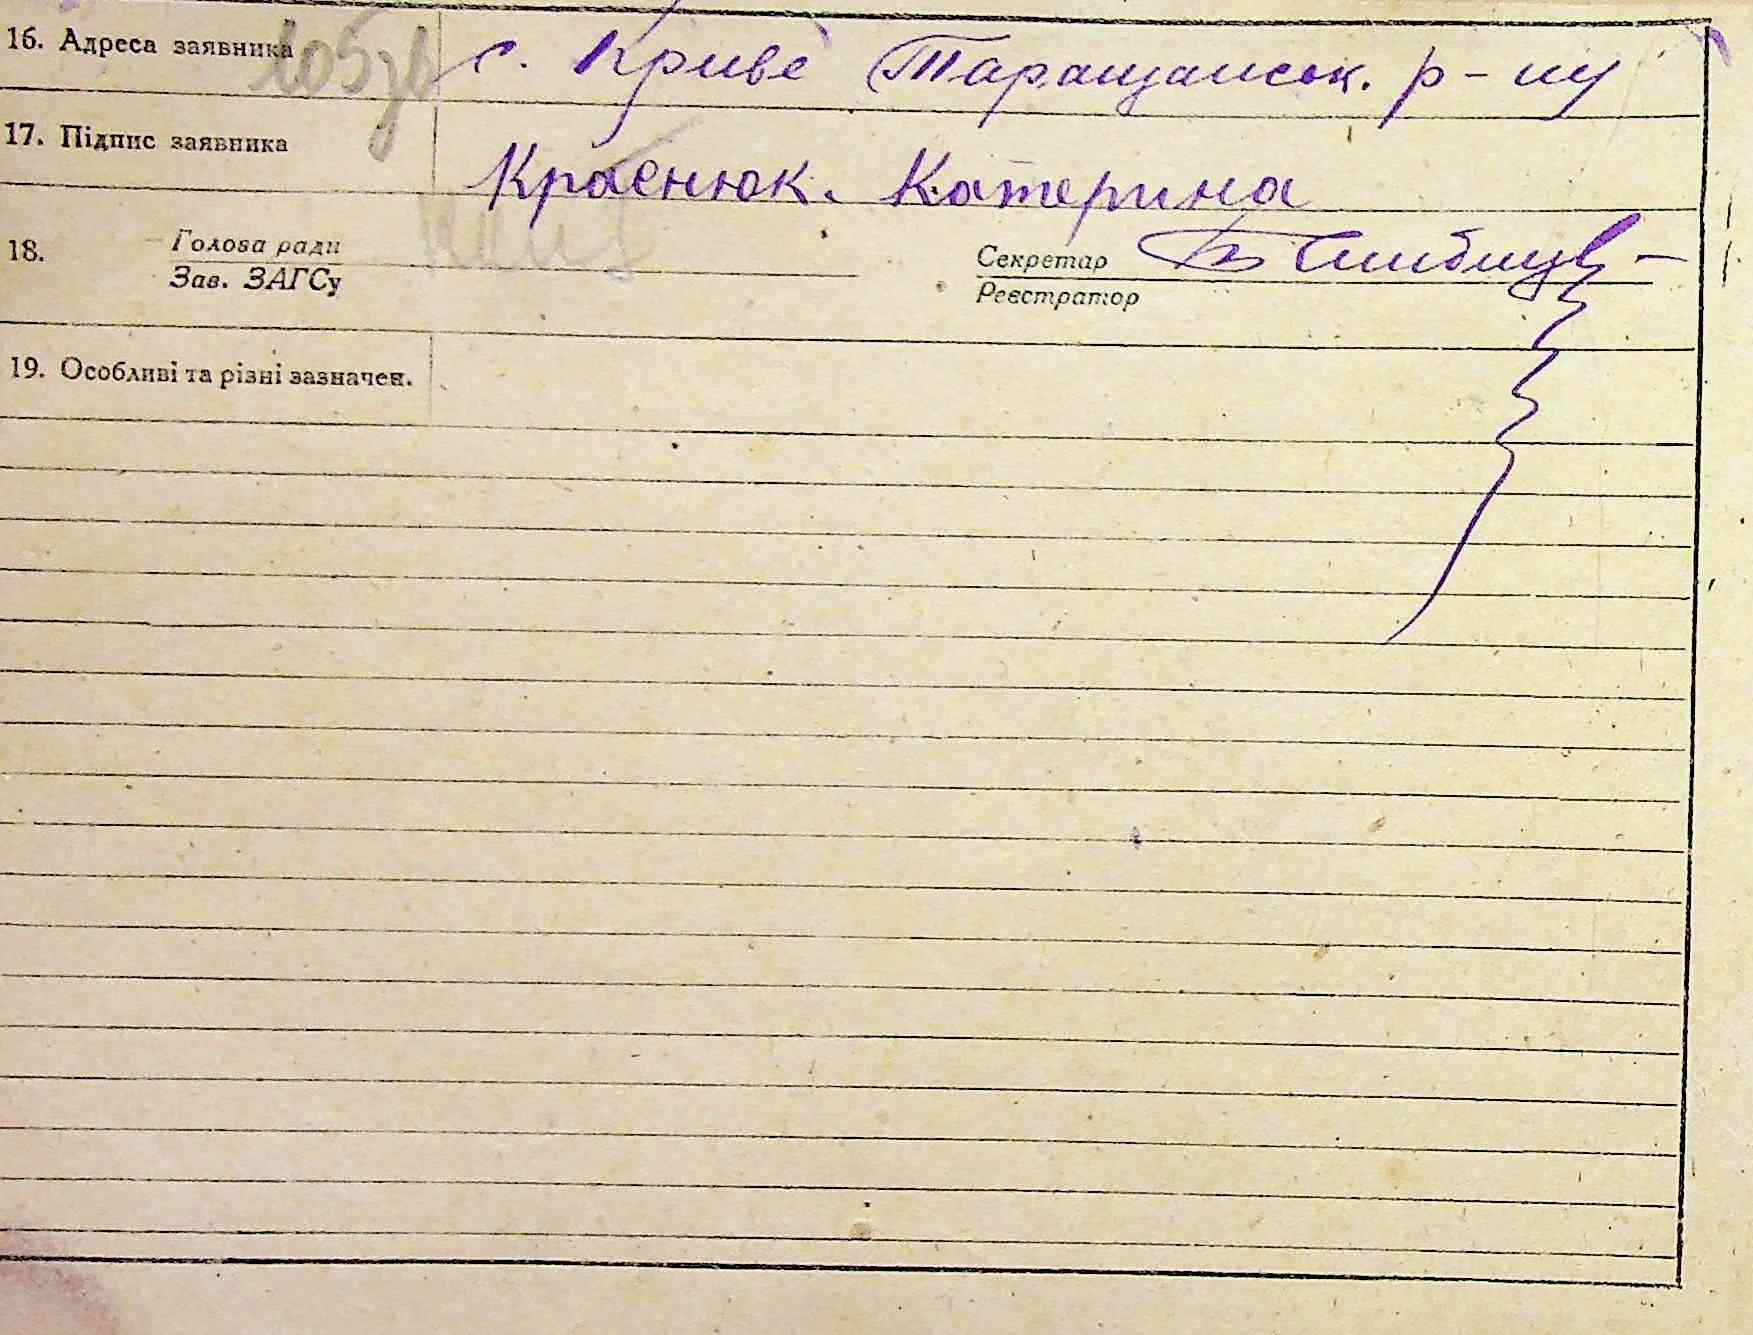 16. Адреса заявника с. Криве Таращанськ. р-ну
17. Підпис заявника Краснюк. Катерина
18. Голова ради Секретар
Зав. ЗАГСу Реєстратор
19. Особливі та різні зазначен.